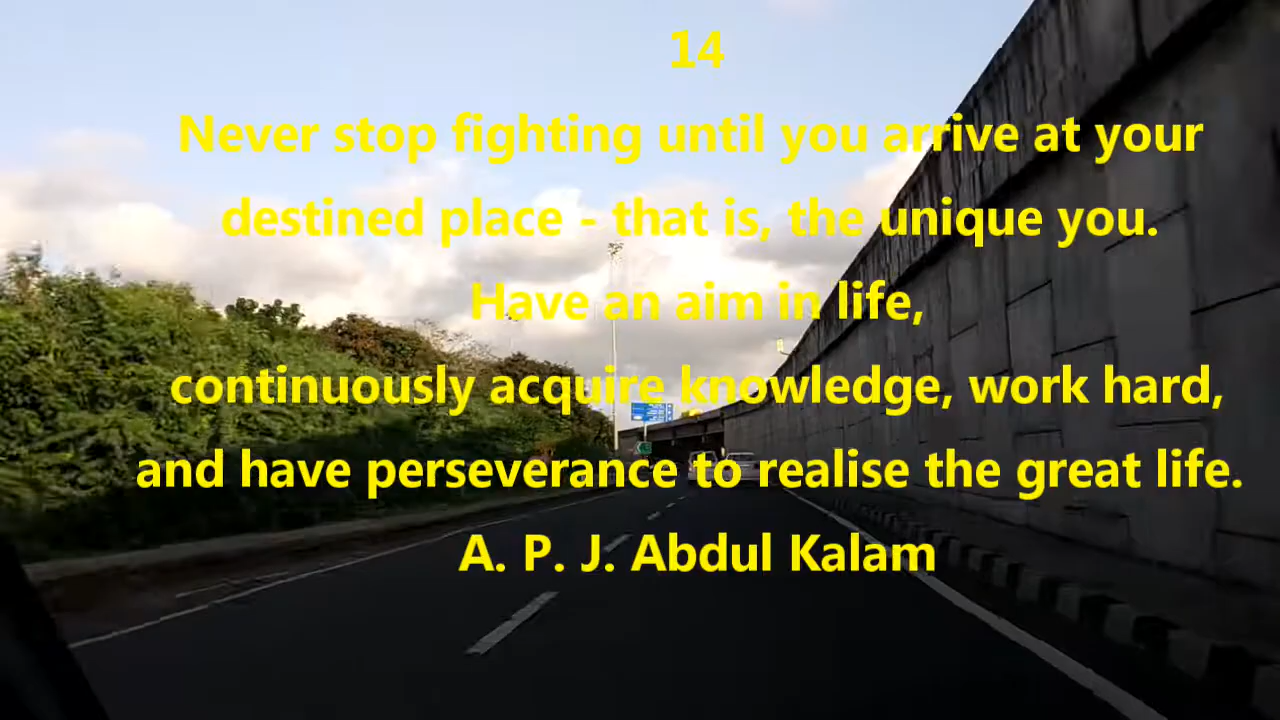 14
Never stop fighting until you arrive at your
destined place - that is, the unique you.
Have an aim in life,
continuously acquire knowledge, work hard,
and have perseverance to realise the great life.
A. P. J. Abdul Kalam